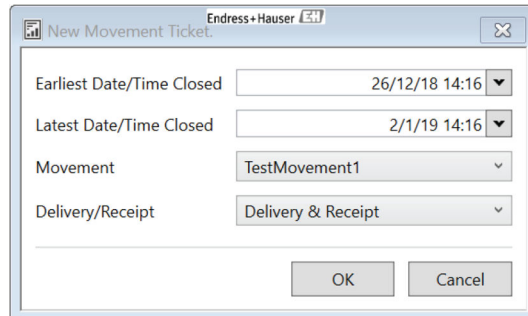 Endress+Hauser EH
New Movement Ticket.
Earliest Date/Time Closed 26/12/18 14:16
Latest Date/Time Closed 2/1/19 14:16
Movement TestMovement1
Delivery/Receipt Delivery & Receipt
OK Cancel